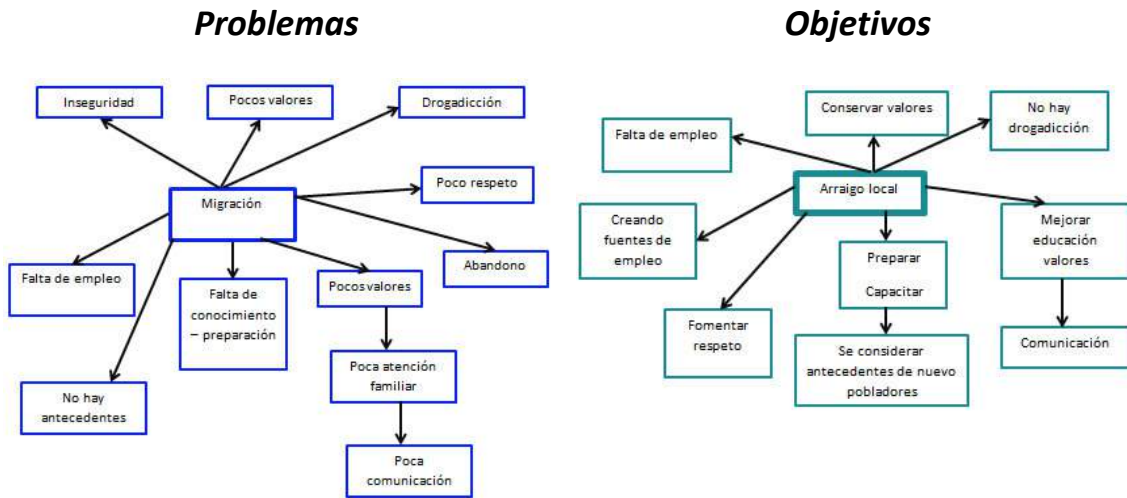 Problemas
Inseguridad
Pocos valores
Drogadicción
Migración
Poco respeto
Abandono
Falta de empleo
Falta de
conocimiento
– preparación
Pocos valores
No hay
antecedentes
Poca atención
familiar
Poca
comunicación
Objetivos
Falta de empleo
Conservar valores
No hay
drogadicción
Arraigo local
Creando
fuentes de
empleo
Fomentar
respeto
Preparar
Capacitar
Mejorar
educación
valores
Se considerar
antecedentes de nuevo
pobladores
Comunicación